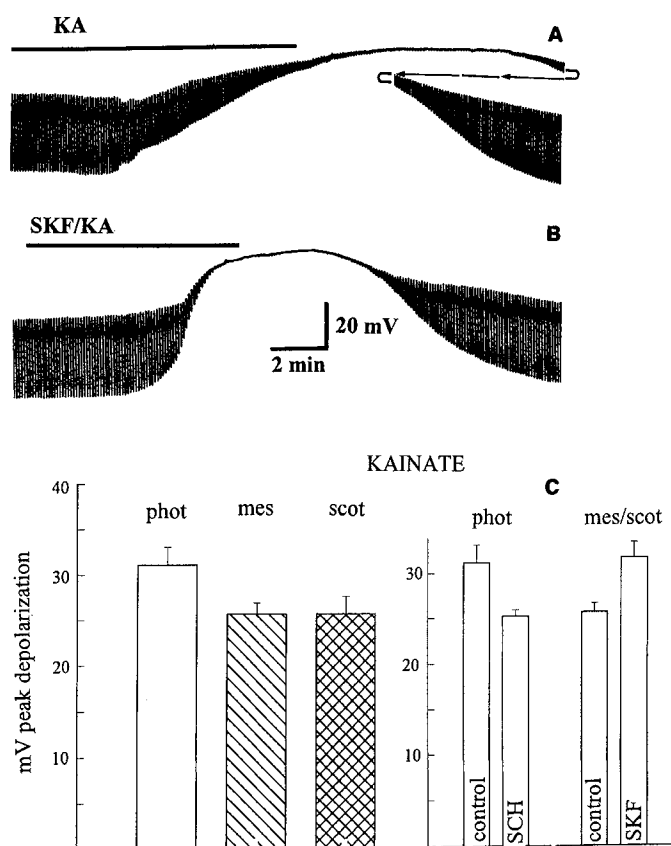 KA
A
SKF/KA
B
20 mV
2 min
KAINATE
C
40
30
20
10
mV peak depolarization
phot
mes
scot
phot
mes/scot
30
20
10
control
SCH
control
SKF